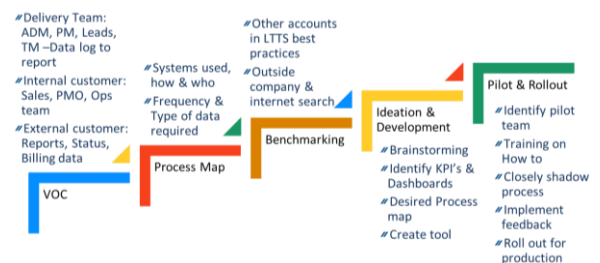 Delivery Team:
ADM, PM, Leads,
TM –Data log to
report
Internal customer:
Sales, PMO, Ops
team
External customer:
Reports, Status,
Billing data
VOC
Systems used,
how & who
Frequency &
Type of data
required
Process Map
Other accounts
in LTTS best
practices
Outside
company &
internet search
Benchmarking
Ideation &
Development
Brainstorming
Identify KPI's &
Dashboards
Desired Process
map
Create tool
Pilot & Rollout
Identify pilot
team
Training on
How to
Closely shadow
process
Implement
feedback
Roll out for
production